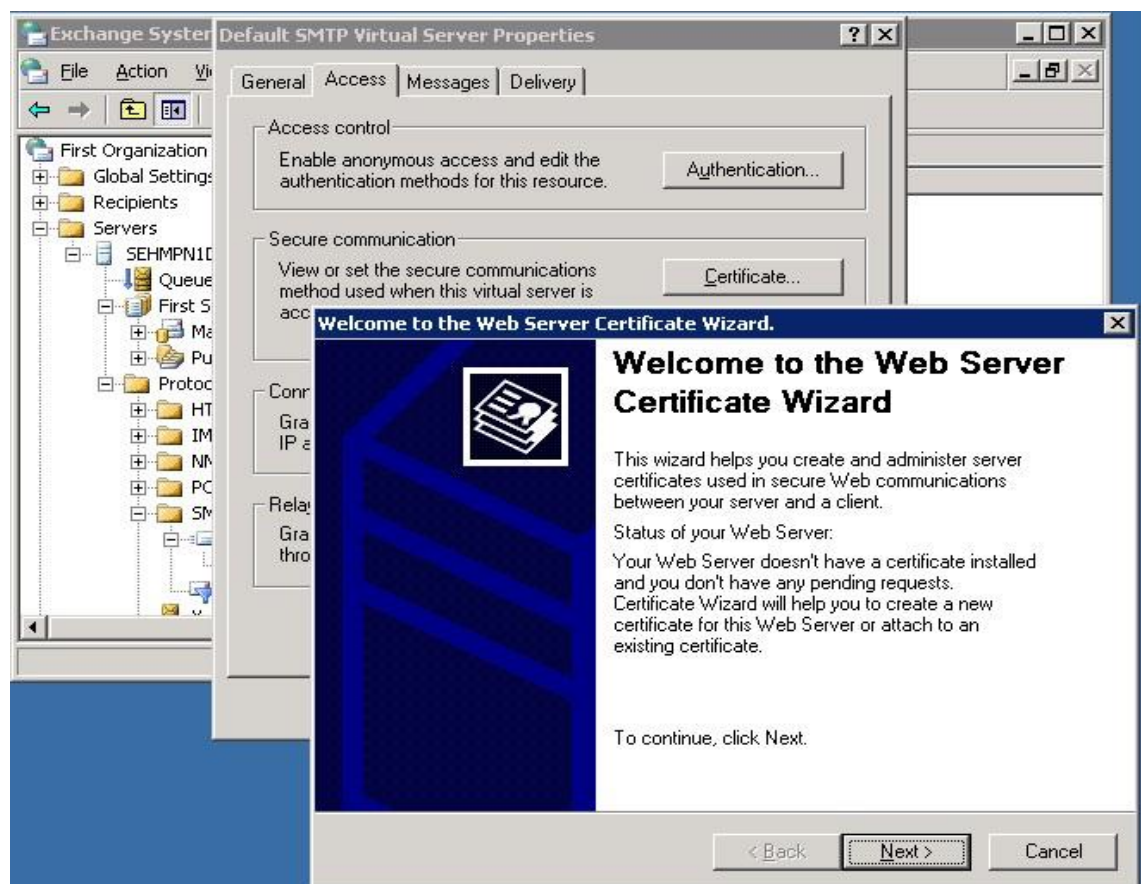 Exchange System
Default SMTP Virtual Server Properties
File Action
General Access Messages Delivery
First Organization
Global Settings
Recipients
Servers
SEHMPN1
Queue
First S
Protoc
HT
IM
NN
SM
Access control
Enable anonymous access and edit the
authentication methods for this resource.
Authentication...
Secure communication
View or set the secure communications
method used when this virtual server is
acc
Certificate...
Conn
Gra
IP a
Relay
Gra
thro
Welcome to the Web Server Certificate Wizard.
Welcome to the Web Server
Certificate Wizard
This wizard helps you create and administer server
certificates used in secure Web communications
between your server and a client.
Status of your Web Server:
Your Web Server doesn't have a certificate installed
and you don't have any pending requests.
Certificate Wizard will help you to create a new
certificate for this Web Server or attach to an
existing certificate.
To continue, click Next.
< Back Next > Cancel